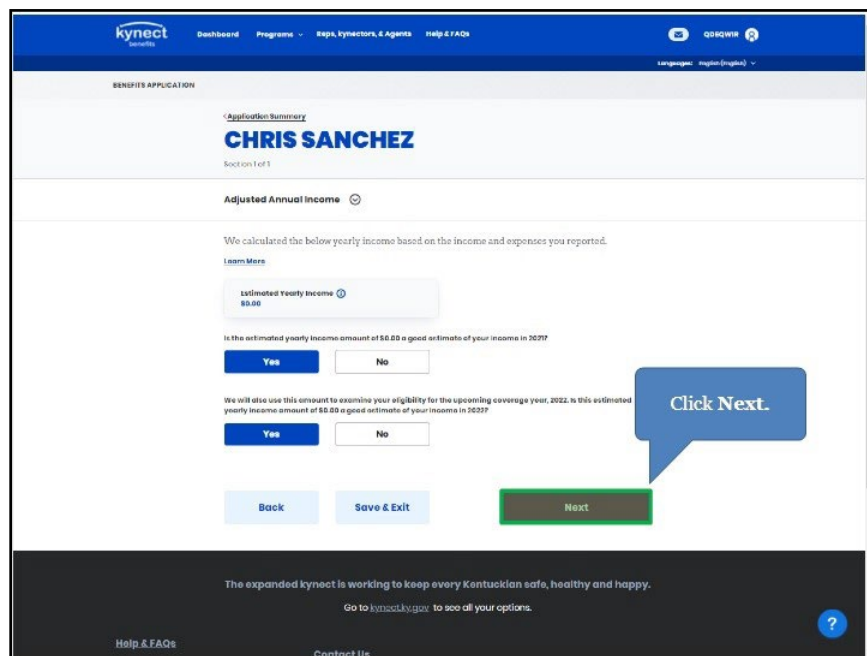 kynect
benefits
Dashboard Programs Reps, kynectors, & Agents Help & FAQs QDEQWIR
Languages: English (English)
BENEFITS APPLICATION
<Application Summary
CHRIS SANCHEZ
Section 1 of 1
Adjusted Annual Income
We calculated the below yearly income based on the income and expenses you reported.
Learn More
Estimated Yearly Income
$0.00
Is the estimated yearly income amount of $0.00 a good estimate of your income in 2021?
Yes No
We will also use this amount to examine your eligibility for the upcoming coverage year, 2022. Is this estimated
yearly income amount of $0.00 a good estimate of your income in 2022?
Yes No
Click Next.
Back Save & Exit Next
The expanded kynect is working to keep every Kentuckian safe, healthy and happy.
Go to kynect.ky.gov to see all your options.
?
Help & FAQs
Contact Us